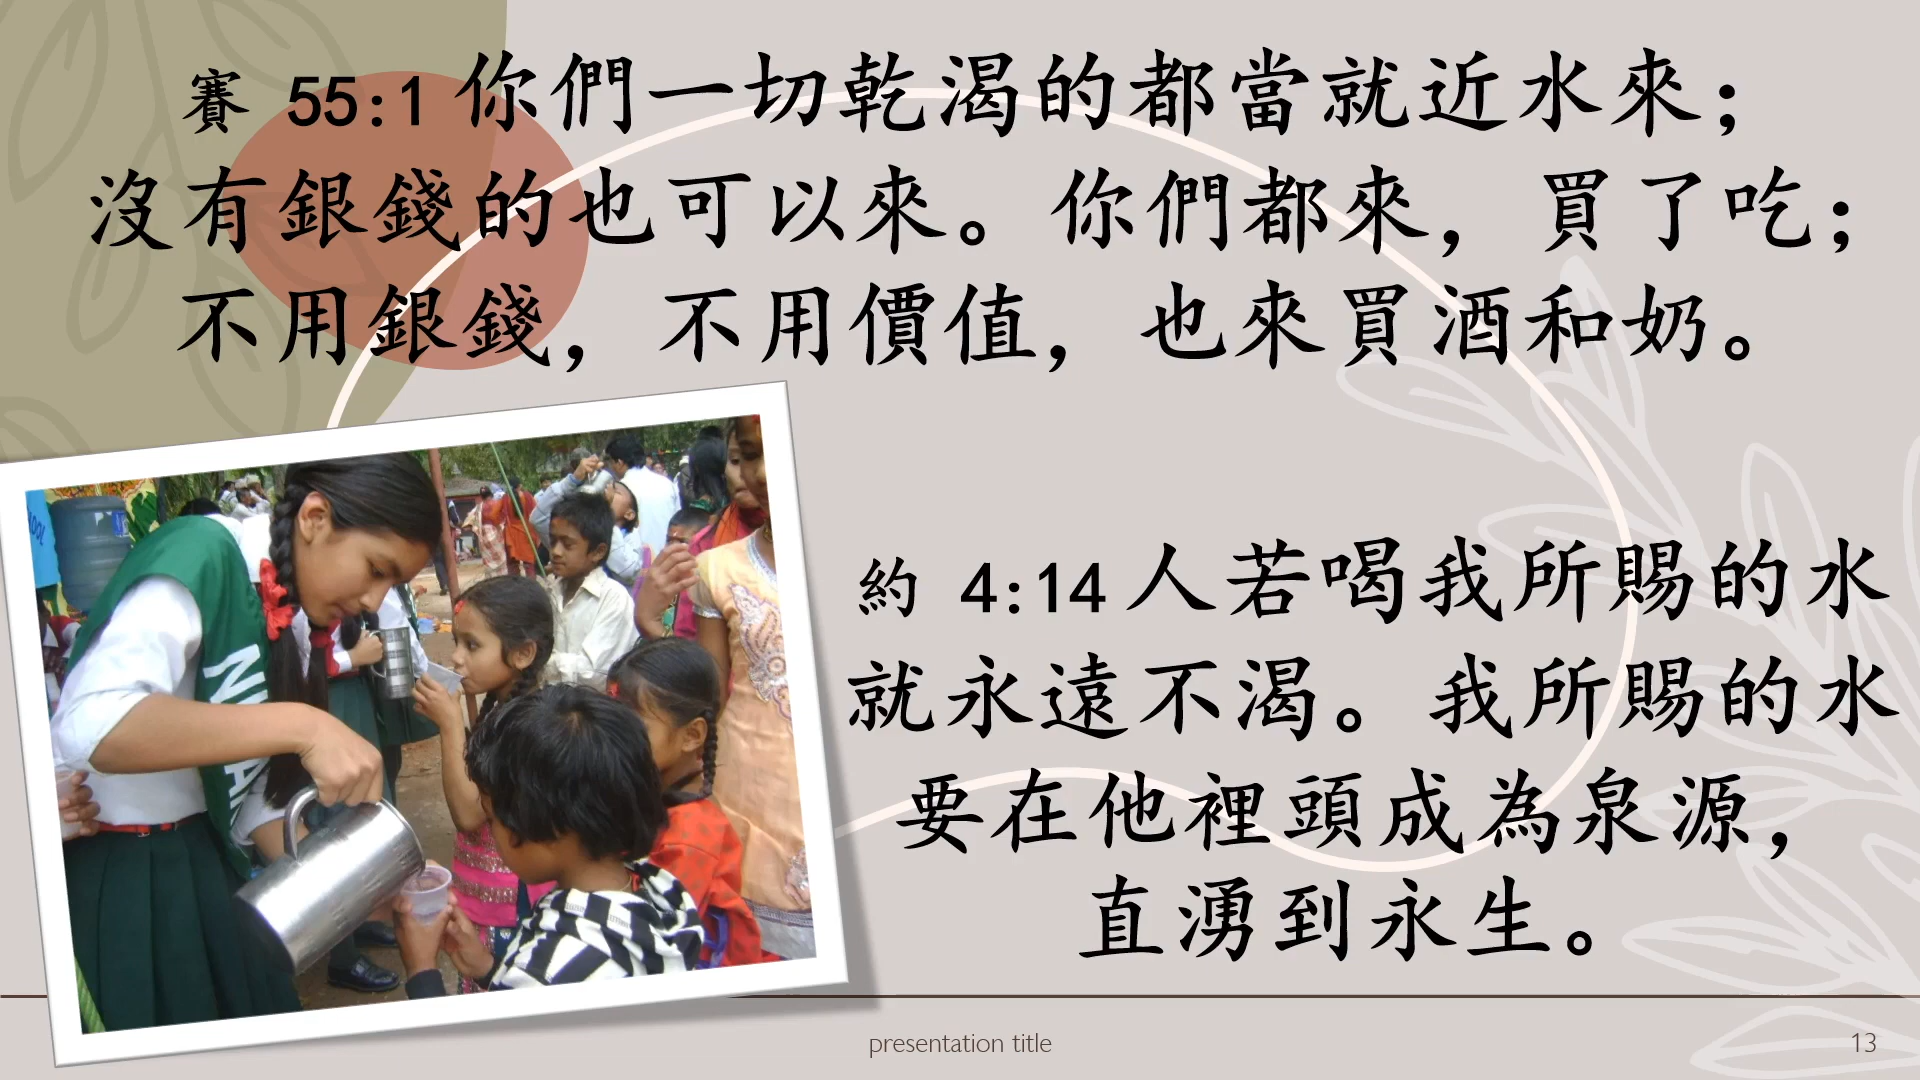 賽 55:1 你們一切乾渴的都當就近水來;
沒有銀錢的也可以來。你們都來,買了吃;
不用銀錢,不用價值,也來買酒和奶。
約 4:14 人若喝我所賜的水
就永遠不渴。我所賜的水
要在他裡頭成為泉源,
直湧到永生。
presentation title
13